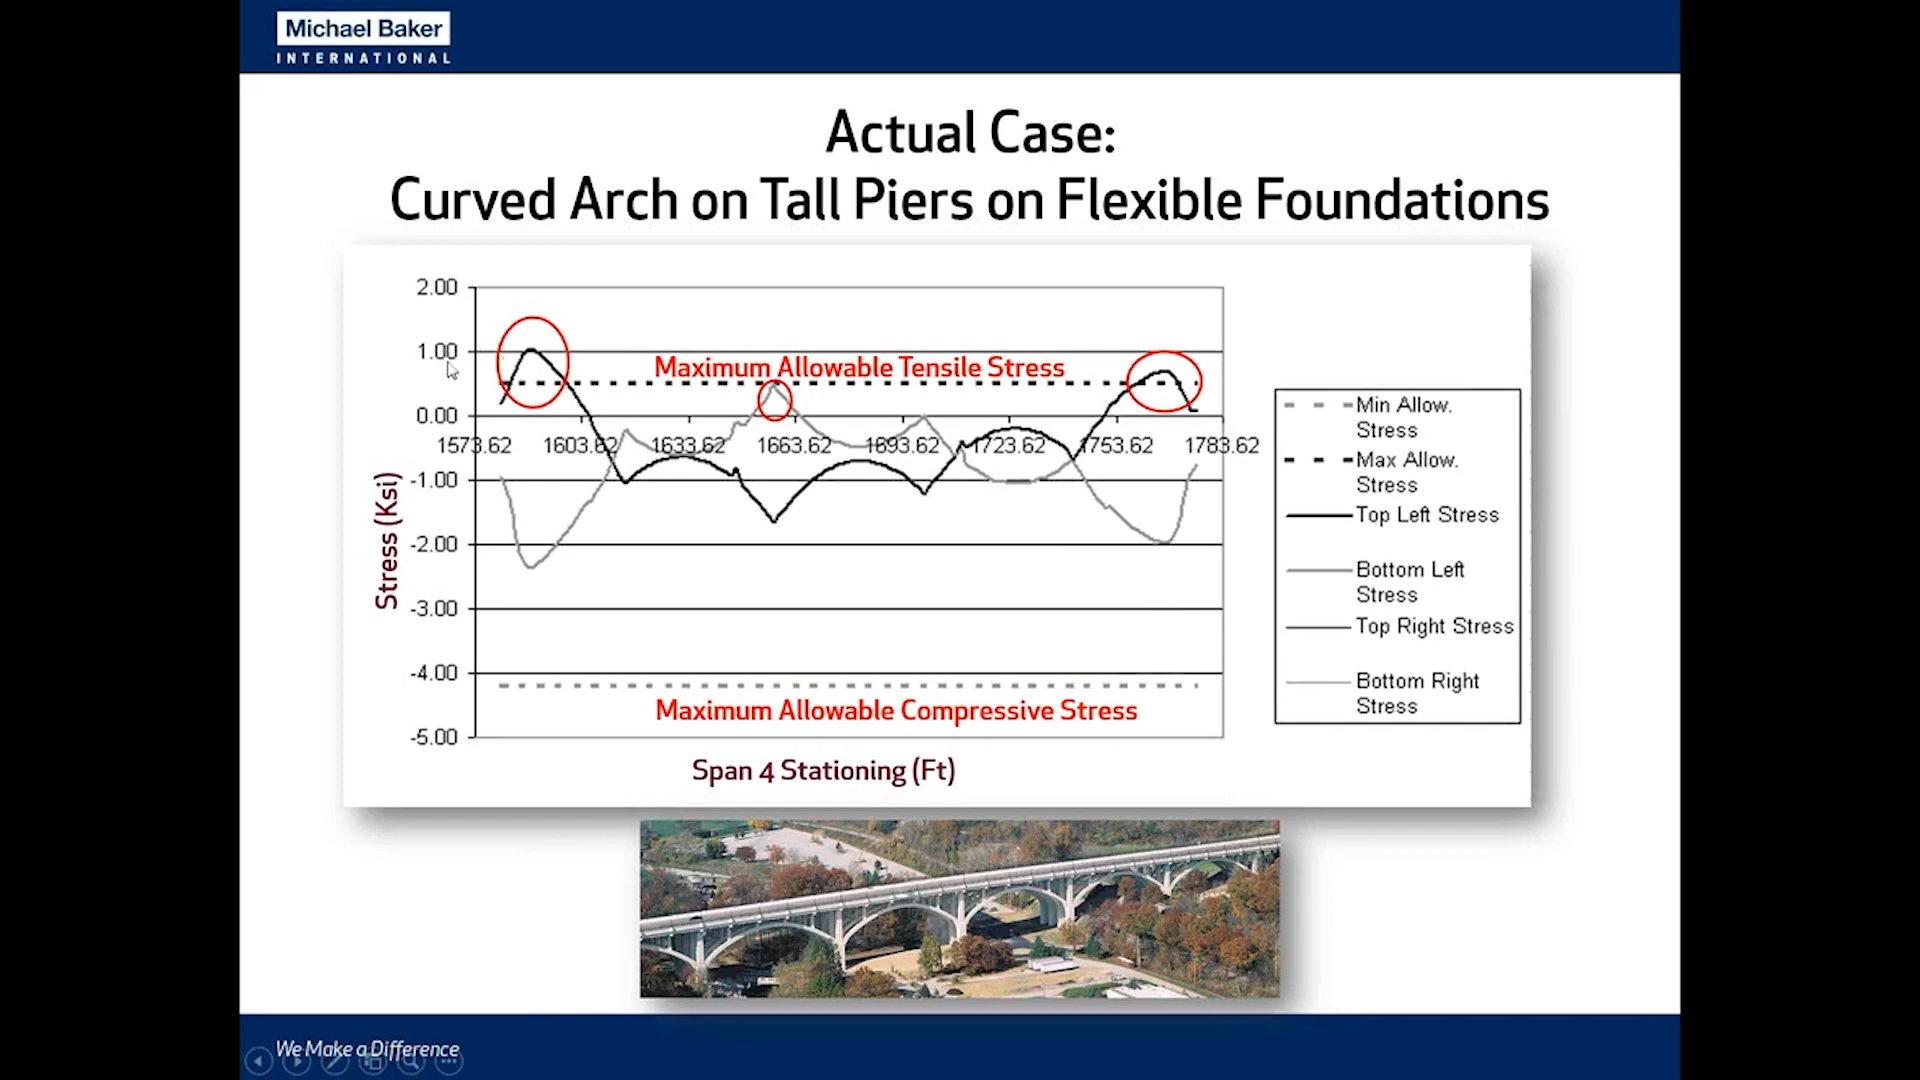 Michael Baker
INTERNATIONAL
Actual Case:
Curved Arch on Tall Piers on Flexible Foundations
2.00
1.00
0.00
-1.00
-2.00
-3.00
-4.00
-5.00
Stress (Ksi)
Maximum Allowable Tensile Stress
1573.62 1603.62 1633.62 1663.62 1693.62 1723.62 1753.62 1783.62
Maximum Allowable Compressive Stress
Span 4 Stationing (Ft)
Min Allow.
Stress
Max Allow.
Stress
Top Left Stress
Bottom Left
Stress
Top Right Stress
Bottom Right
Stress
We Make a Difference